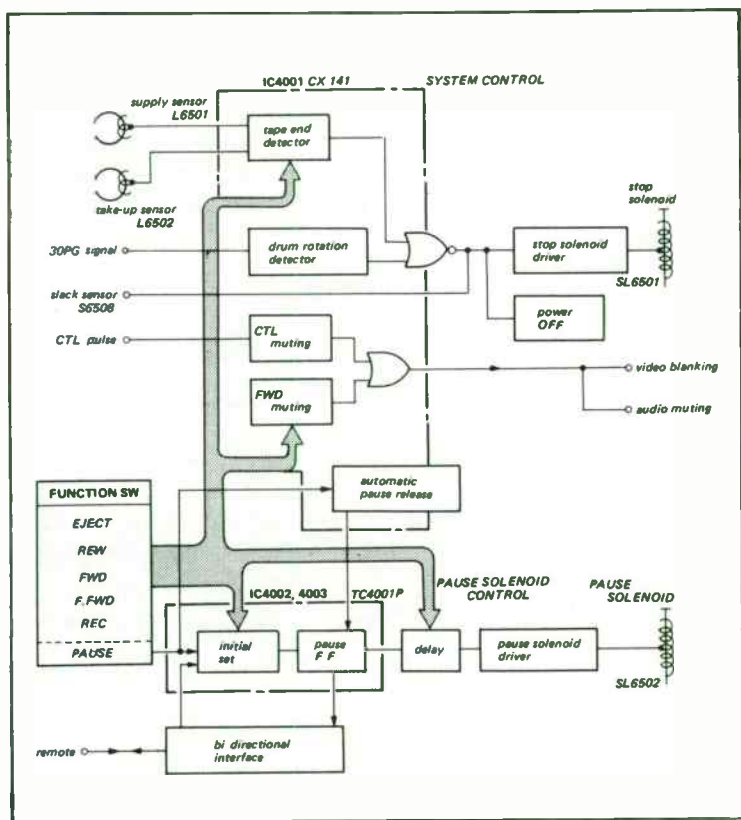 IC4001 CX 141
SYSTEM CONTROL
supply sensor
L6501
tape end
detector
take-up sensor
L6502
stop
solenoid
30PG signal
drum rotation
detector
stop solenoid
driver
SL6501
slack sensor
S6508
power
OFF
CTL pulse
CTL
muting
video blanking
FWD
muting
audio muting
automatic
pause release
FUNCTION SW
EJECT
REW
FWD
F.FWD
REC
PAUSE
IC4002, 4003
TC4001P
PAUSE SOLENOID
CONTROL
PAUSE
SOLENOID
initial
set
pause
F F
delay
pause solenoid
driver
SL6502
remote
bi directional
interface